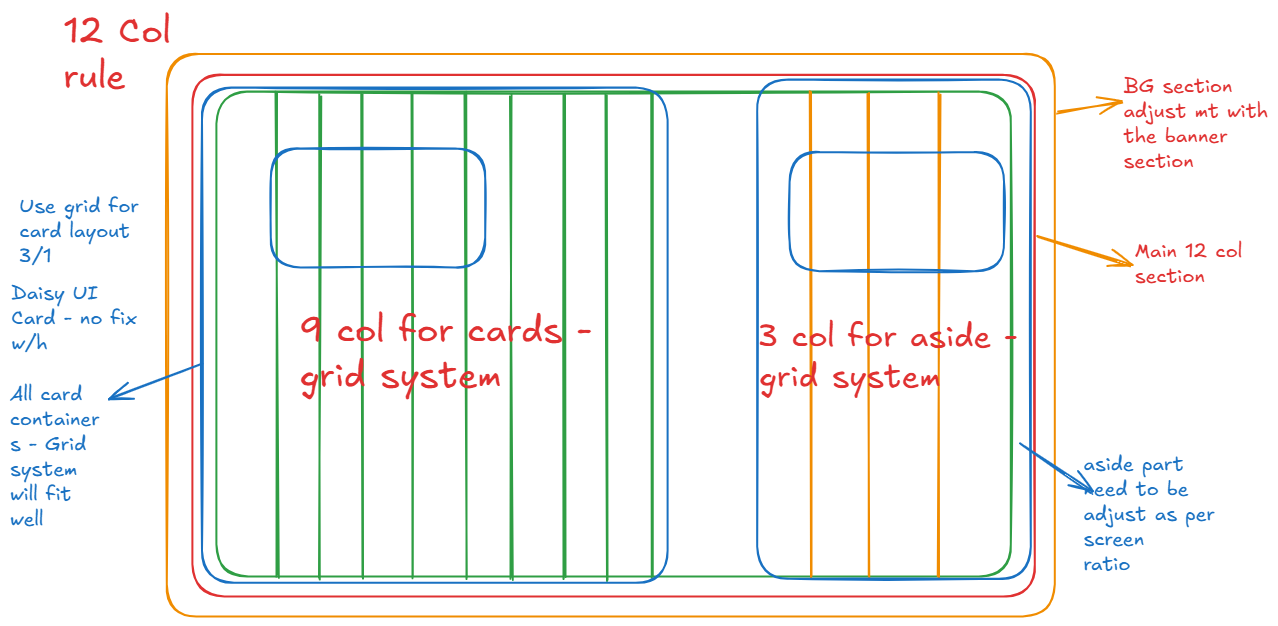 12 Col
rule
BG section
adjust mt with
the banner
section
Use grid for
card layout
3/1
Main 12 col
section
Daisy UI
Card - no fix
w/h
9 col for cards -
grid system
3 col for aside -
grid system
All card
container
s - Grid
system
will fit
well
aside part
need to be
adjust as per
screen
ratio